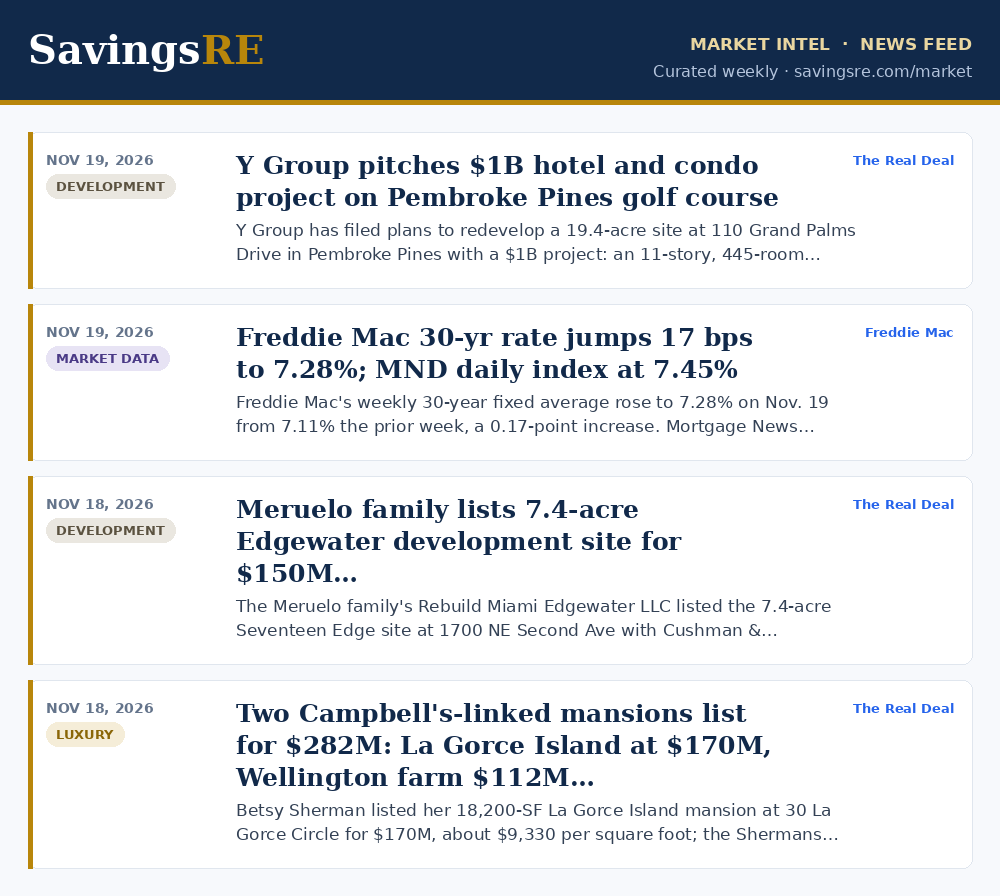 SavingsRE
MARKET INTEL · NEWS FEED
Curated weekly · savingsre.com/market
NOV 19, 2026
DEVELOPMENT
Y Group pitches $1B hotel and condo
project on Pembroke Pines golf course
The Real Deal
Y Group has filed plans to redevelop a 19.4-acre site at 110 Grand Palms
Drive in Pembroke Pines with a $1B project: an 11-story, 445-room...
NOV 19, 2026
MARKET DATA
Freddie Mac 30-yr rate jumps 17 bps
to 7.28%; MND daily index at 7.45%
Freddie Mac
Freddie Mac's weekly 30-year fixed average rose to 7.28% on Nov. 19
from 7.11% the prior week, a 0.17-point increase. Mortgage News...
NOV 18, 2026
DEVELOPMENT
Meruelo family lists 7.4-acre
Edgewater development site for
$150M...
The Real Deal
The Meruelo family's Rebuild Miami Edgewater LLC listed the 7.4-acre
Seventeen Edge site at 1700 NE Second Ave with Cushman &...
NOV 18, 2026
LUXURY
Two Campbell's-linked mansions list
for $282M: La Gorce Island at $170M,
Wellington farm $112M...
The Real Deal
Betsy Sherman listed her 18,200-SF La Gorce Island mansion at 30 La
Gorce Circle for $170M, about $9,330 per square foot; the Shermans...